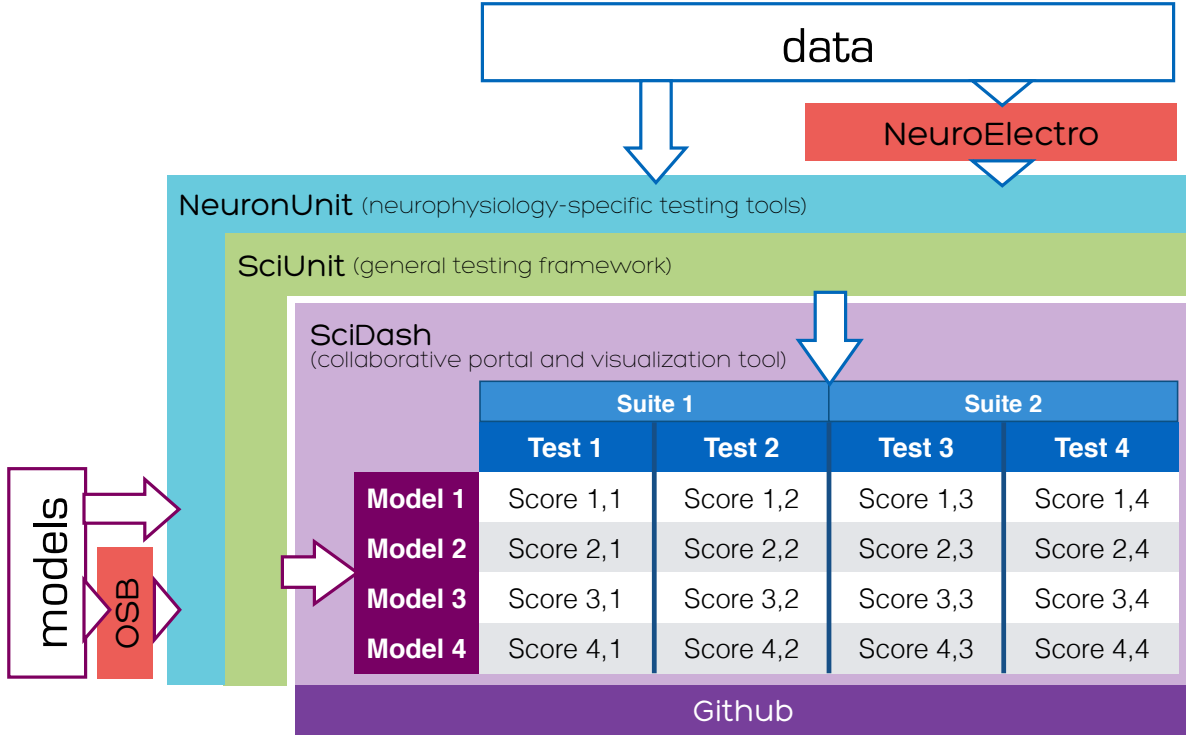 data
NeuroElectro
NeuronUnit (neurophysiology-specific testing tools)
SciUnit (general testing framework)
SciDash
(collaborative portal and visualization tool)
Suite 1 Suite 2
Test 1 Test 2 Test 3 Test 4
Model 1 Score 1,1 Score 1,2 Score 1,3 Score 1,4
Model 2 Score 2,1 Score 2,2 Score 2,3 Score 2,4
Model 3 Score 3,1 Score 3,2 Score 3,3 Score 3,4
Model 4 Score 4,1 Score 4,2 Score 4,3 Score 4,4
models
OSB
Github